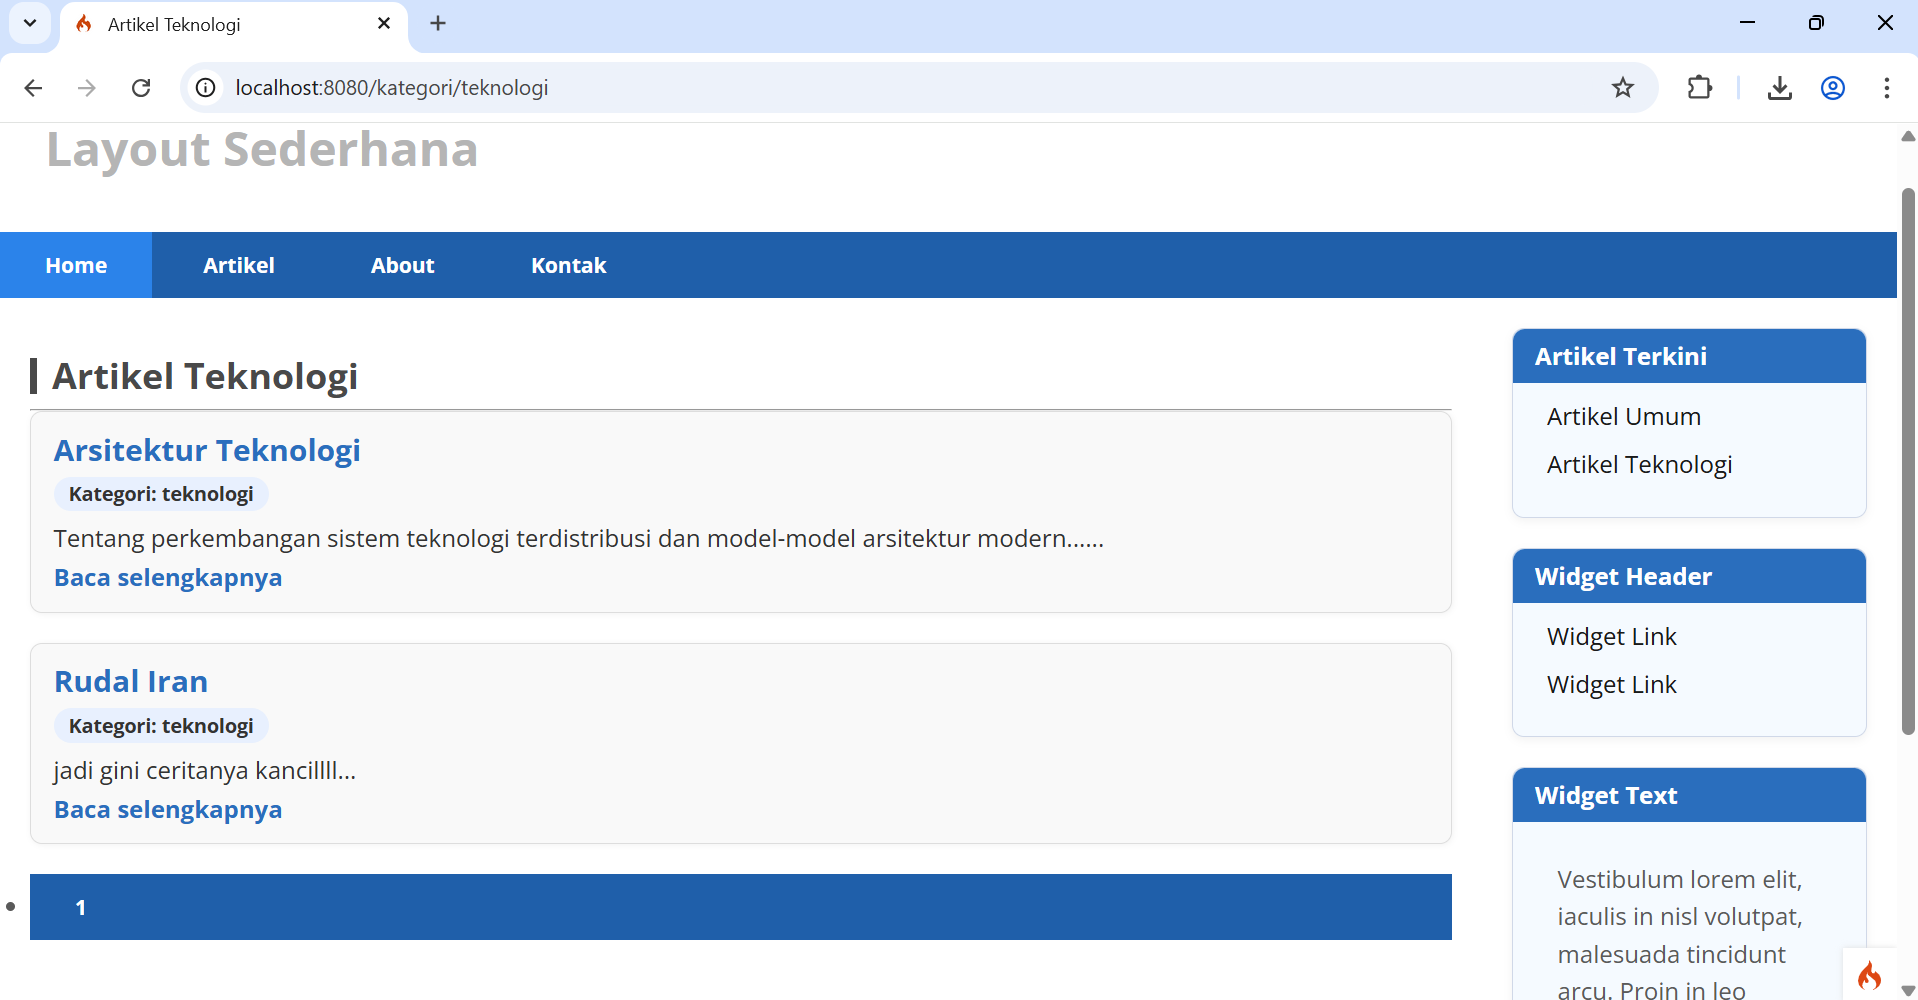 Artikel Teknologi
localhost:8080/kategori/teknologi
Layout Sederhana
Home Artikel About Kontak
Artikel Teknologi
Arsitektur Teknologi
Kategori: teknologi
Tentang perkembangan sistem teknologi terdistribusi dan model-model arsitektur modern......
Baca selengkapnya
Rudal Iran
Kategori: teknologi
jadi gini ceritanya kancillll...
Baca selengkapnya
1
Artikel Terkini
Artikel Umum
Artikel Teknologi
Widget Header
Widget Link
Widget Link
Widget Text
Vestibulum lorem elit,
iaculis in nisl volutpat,
malesuada tincidunt
arcu. Proin in leo